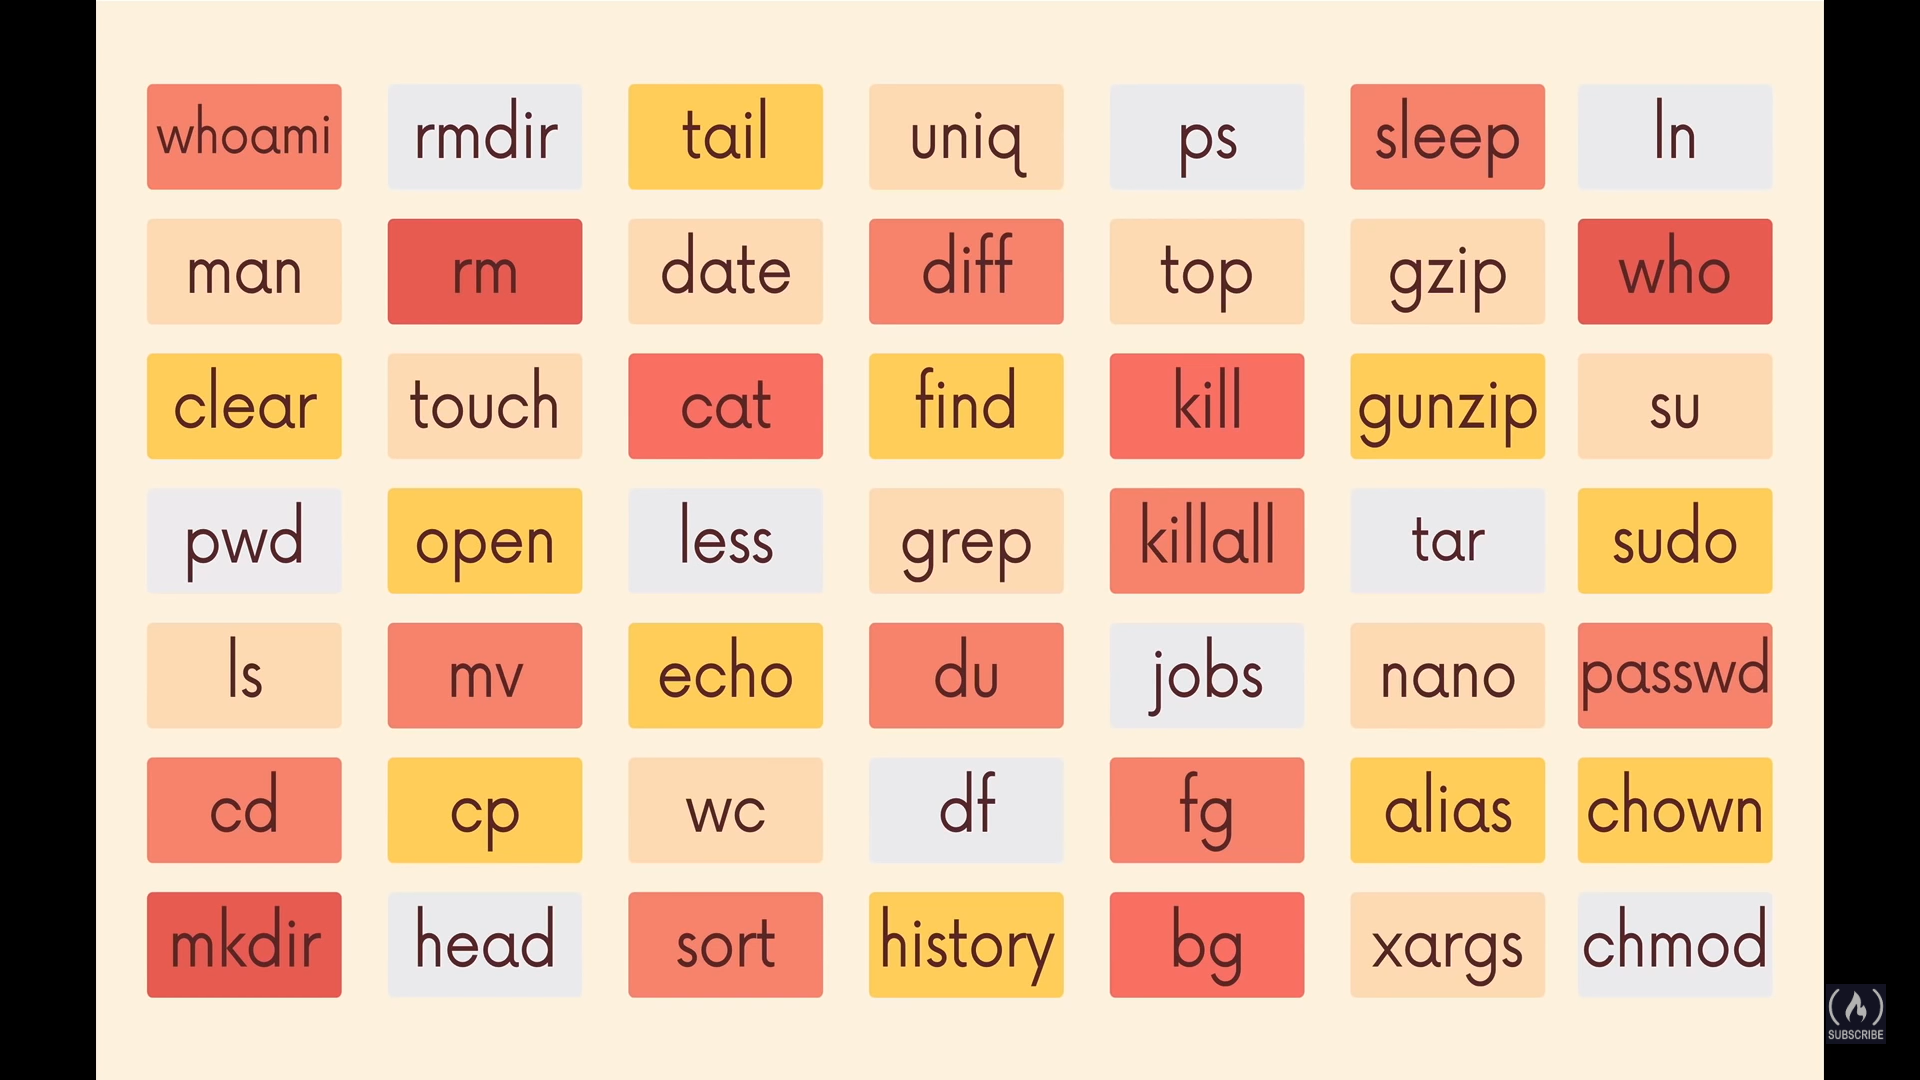 whoami rmdir tail uniq ps sleep ln
man rm date diff top gzip who
clear touch cat find kill gunzip su
pwd open less grep killall tar sudo
ls mv echo du jobs nano passwd
cd cp wc df fg alias chown
mkdir head sort history bg xargs chmod
SUBSCRIBE